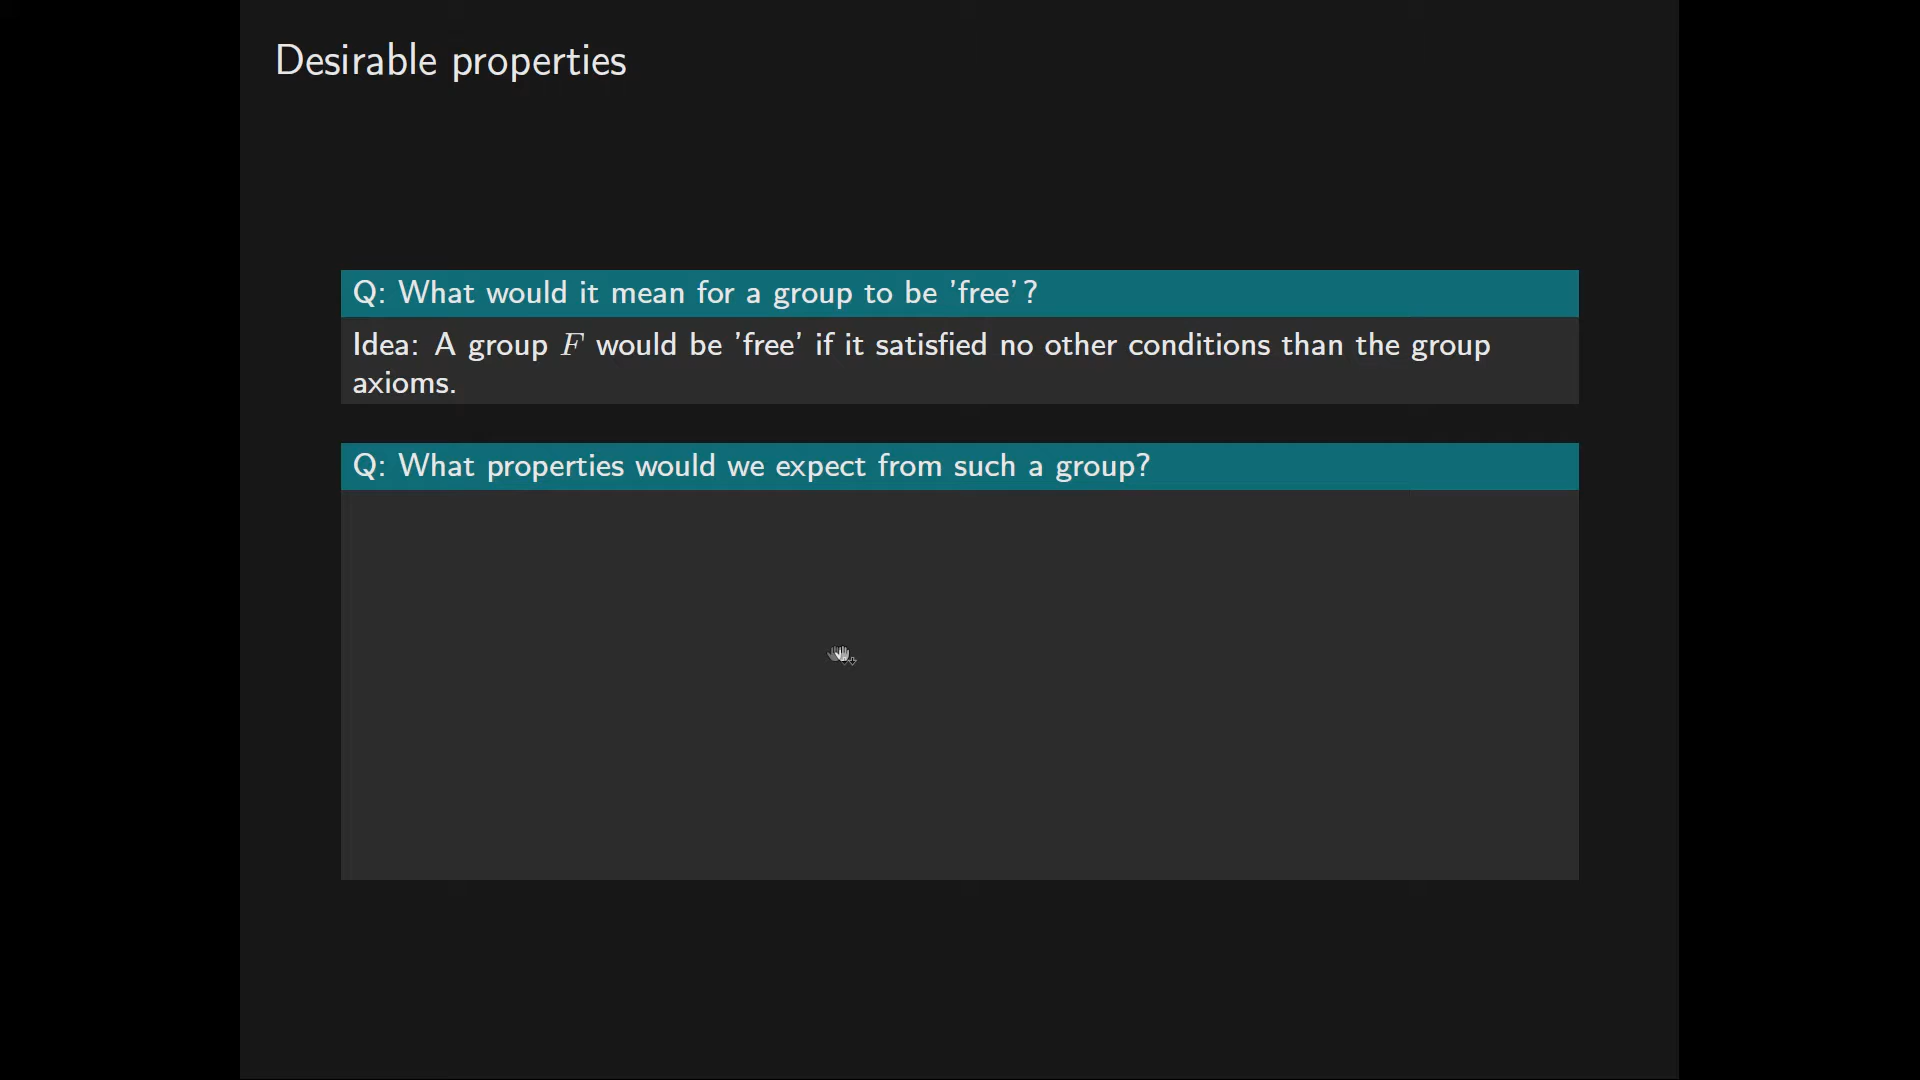 Desirable properties
Q: What would it mean for a group to be 'free'?
Idea: A group F would be 'free' if it satisfied no other conditions than the group
axioms.
Q: What properties would we expect from such a group?